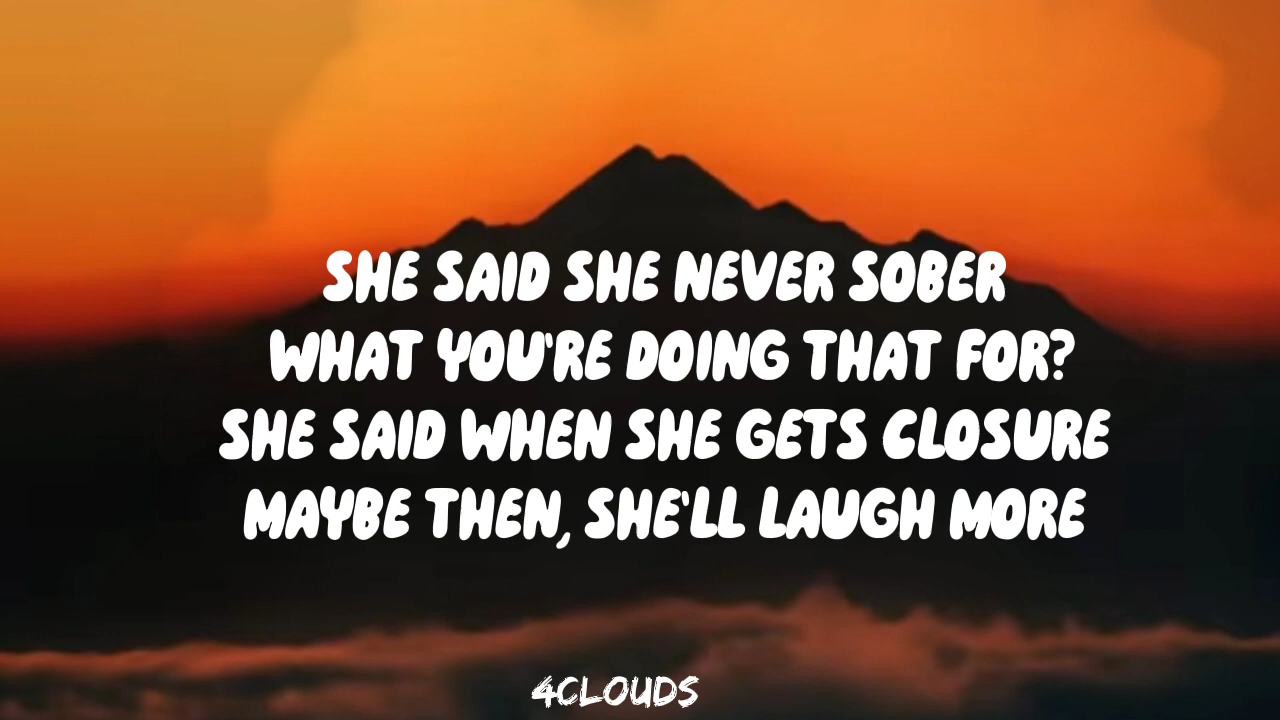 SHE SAID SHE NEVER SOBER
WHAT YOU'RE DOING THAT FOR?
SHE SAID WHEN SHE GETS CLOSURE
MAYBE THEN, SHE'LL LAUGH MORE
4CLOUDS